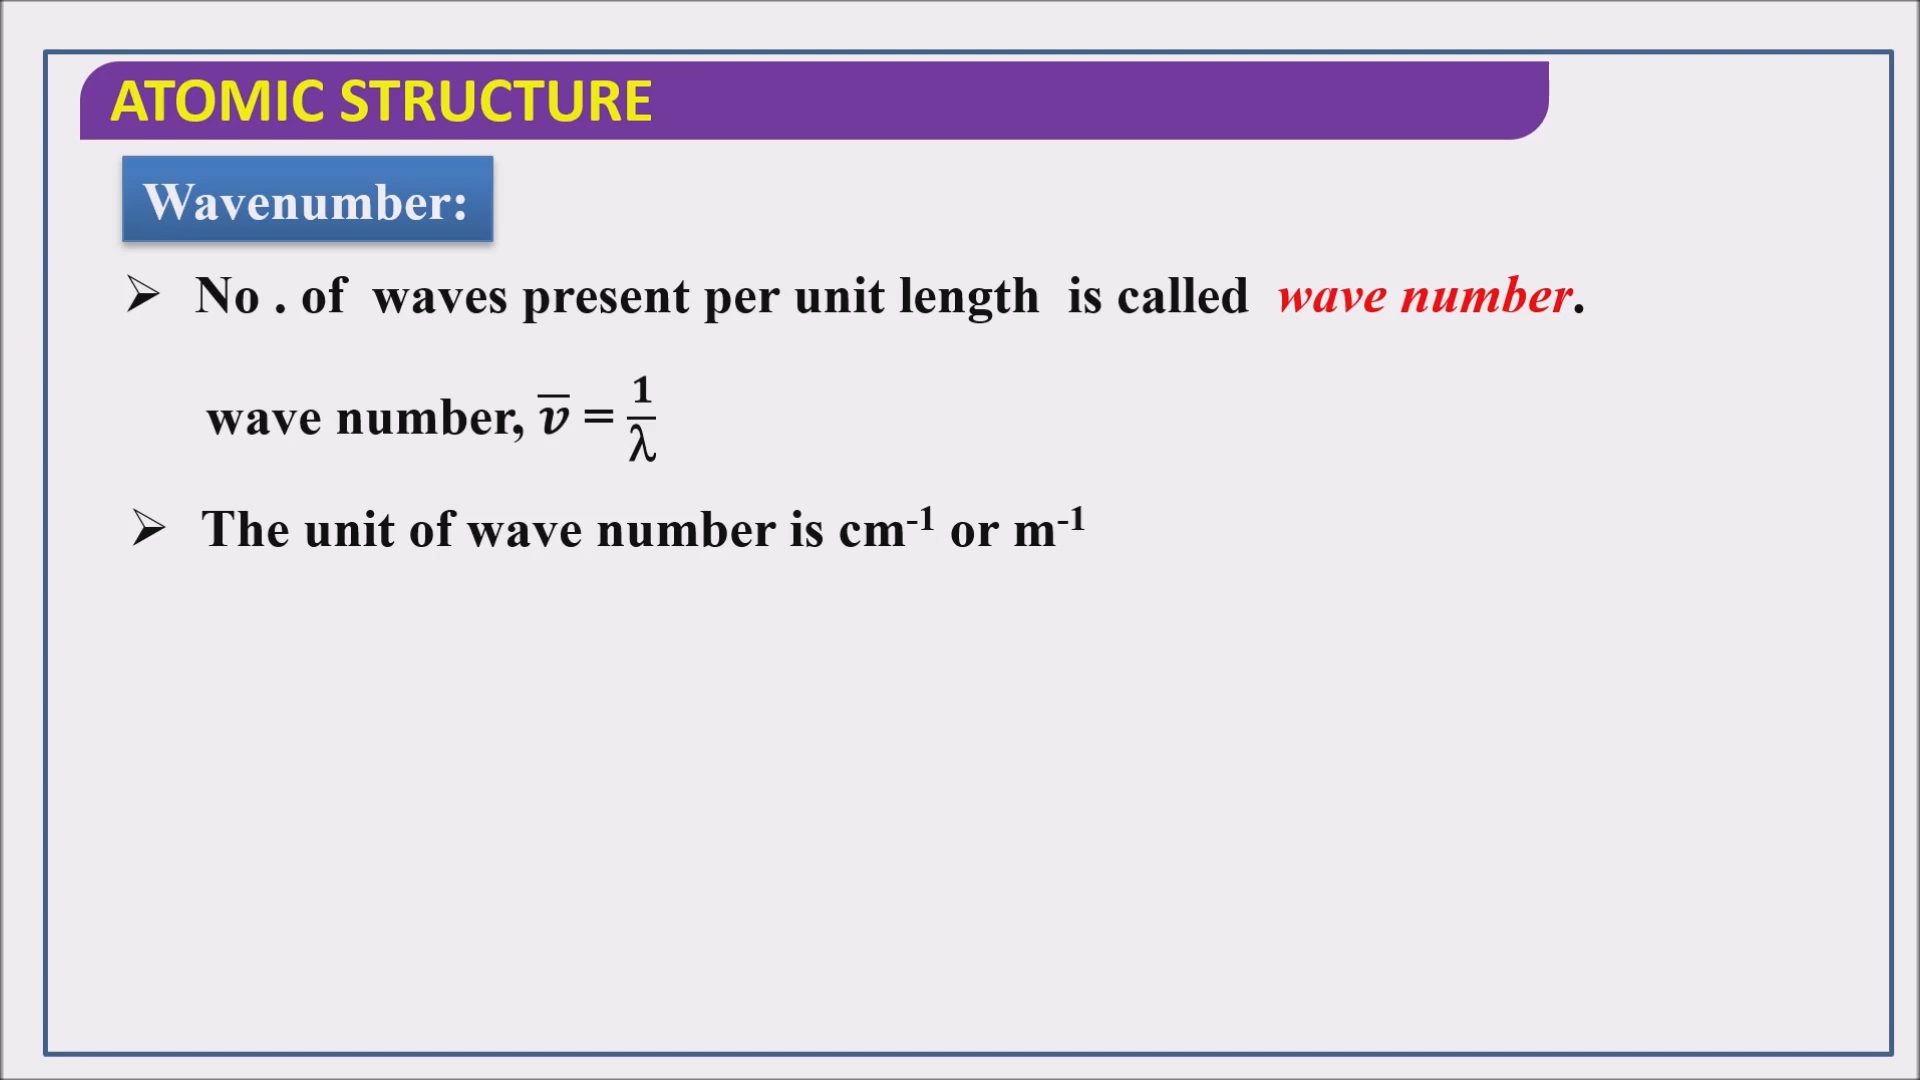 ATOMIC STRUCTURE
Wavenumber:
➢ No . of waves present per unit length is called wave number.
wave number, v̅ = 1/λ
➢ The unit of wave number is cm⁻¹ or m⁻¹